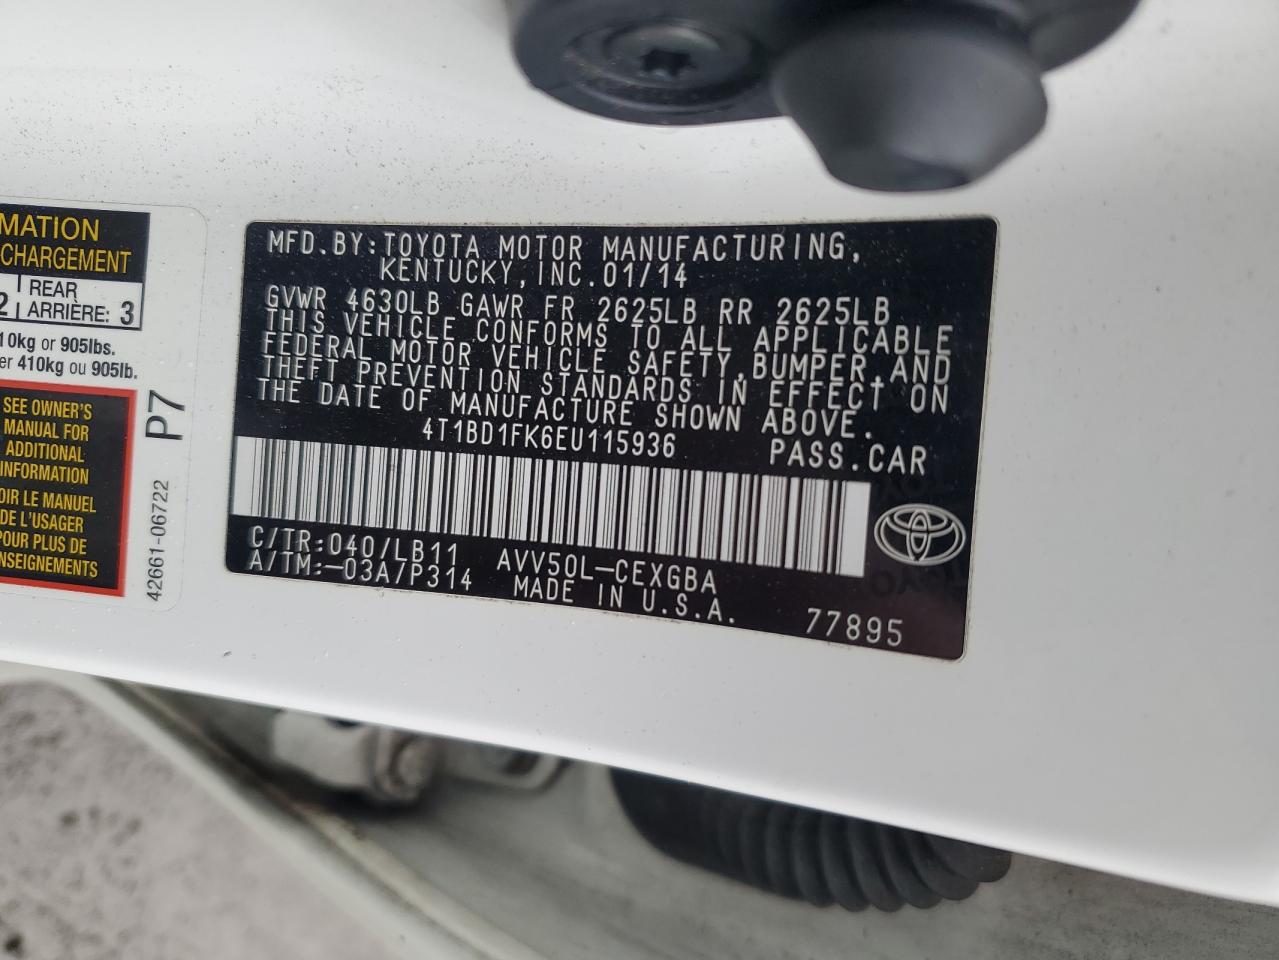 MATION
CHARGEMENT
2 REAR
ARRIÈRE: 3
10kg or 905lbs.
er 410kg ou 905lb.
SEE OWNER'S
MANUAL FOR
ADDITIONAL
INFORMATION
OIR LE MANUEL
DE L'USAGER
POUR PLUS DE
NSEIGNEMENTS
P7
42661-06722
MFD.BY:TOYOTA MOTOR MANUFACTURING,
KENTUCKY,INC.01/14
GVWR 4630LB GAWR FR 2625LB RR 2625LB
THIS VEHICLE CONFORMS TO ALL APPLICABLE
FEDERAL MOTOR VEHICLE SAFETY,BUMPER,AND
THEFT PREVENTION STANDARDS IN EFFECT ON
THE DATE OF MANUFACTURE SHOWN ABOVE.
4T1BD1FK6EU115936 PASS.CAR
C/TR:040/LB11 AVV50L-CEXGBA
A/TM:-03A/P314 MADE IN U.S.A. 77895